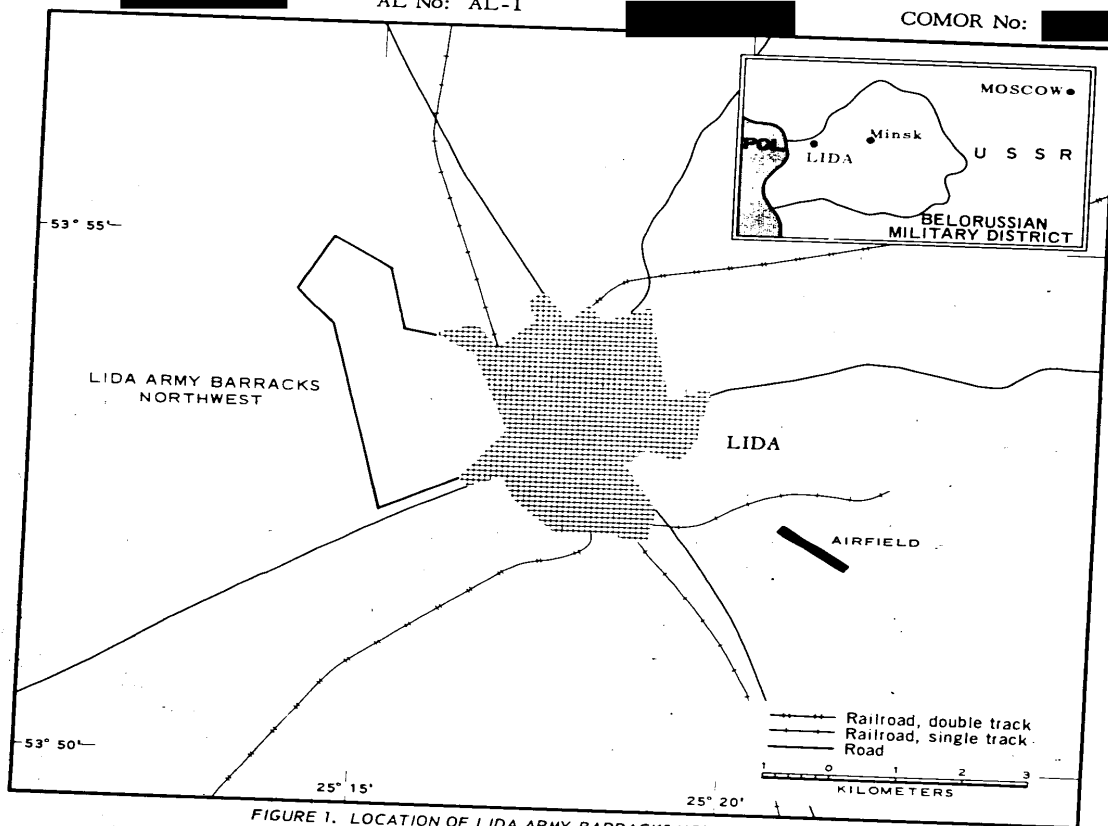 AL No: AL-1
COMOR No:
MOSCOW
Minsk
POL
LIDA
U S S R
BELORUSSIAN
MILITARY DISTRICT
53° 55'
LIDA ARMY BARRACKS
NORTHWEST
LIDA
AIRFIELD
Railroad, double track
Railroad, single track
Road
53° 50'
1 0 1 2 3
KILOMETERS
25° 15'
25° 20'
FIGURE 1. LOCATION OF LIDA ARMY BARRACKS